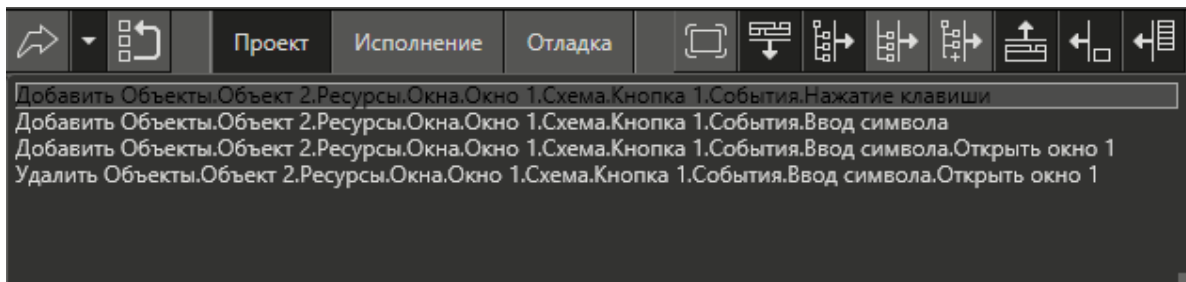 Проект Исполнение Отладка
Добавить Объекты.Объект 2.Ресурсы.Окна.Окно 1.Схема.Кнопка 1.События.Нажатие клавиши
Добавить Объекты.Объект 2.Ресурсы.Окна.Окно 1.Схема.Кнопка 1.События.Ввод символа
Добавить Объекты.Объект 2.Ресурсы.Окна.Окно 1.Схема.Кнопка 1.События.Ввод символа.Открыть окно 1
Удалить Объекты.Объект 2.Ресурсы.Окна.Окно 1.Схема.Кнопка 1.События.Ввод символа.Открыть окно 1